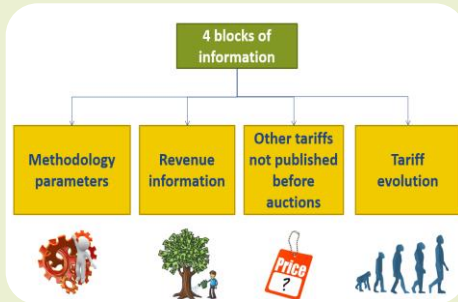 4 blocks of
information
Methodology
parameters
Revenue
information
Other tariffs
not published
before
auctions
Tariff
evolution
Price
?